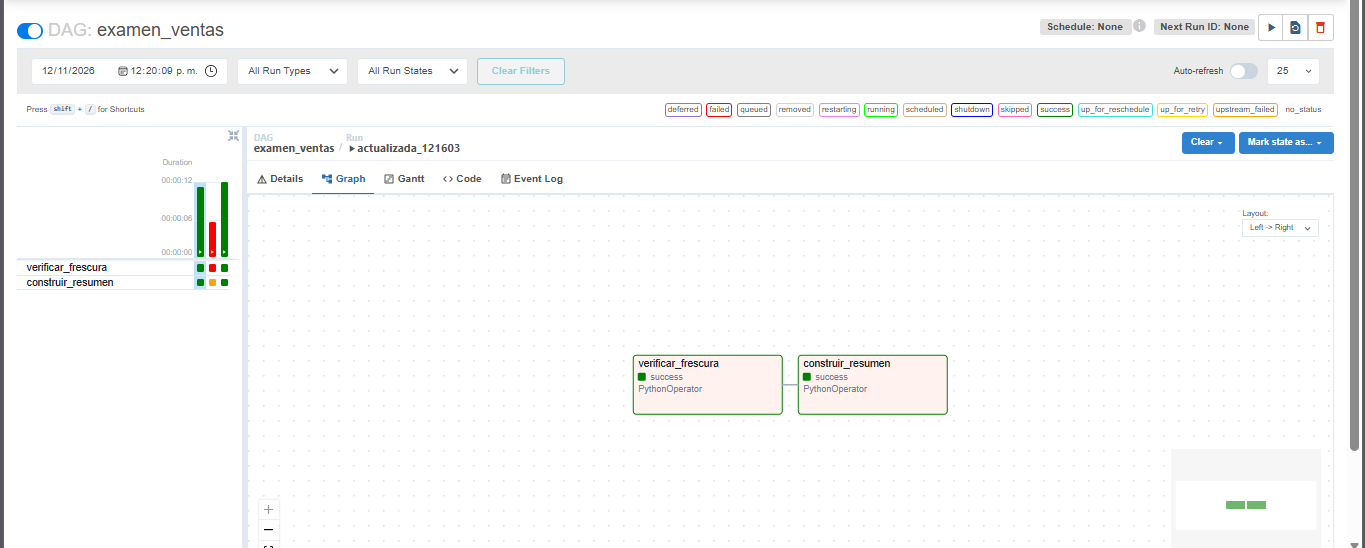 DAG: examen_ventas
Schedule: None
Next Run ID: None
12/11/2026 12:20:09 p. m.
All Run Types
All Run States
Clear Filters
Auto-refresh
25
Press shift + / for Shortcuts
deferred failed queued removed restarting running scheduled shutdown skipped success up_for_reschedule up_for_retry upstream_failed no_status
DAG
examen_ventas
/
Run
actualizada_121603
Clear
Mark state as...
Details
Graph
Gantt
Code
Event Log
Duration
00:00:12
00:00:06
00:00:00
verificar_frescura
construir_resumen
Layout:
Left -> Right
verificar_frescura
success
PythonOperator
construir_resumen
success
PythonOperator